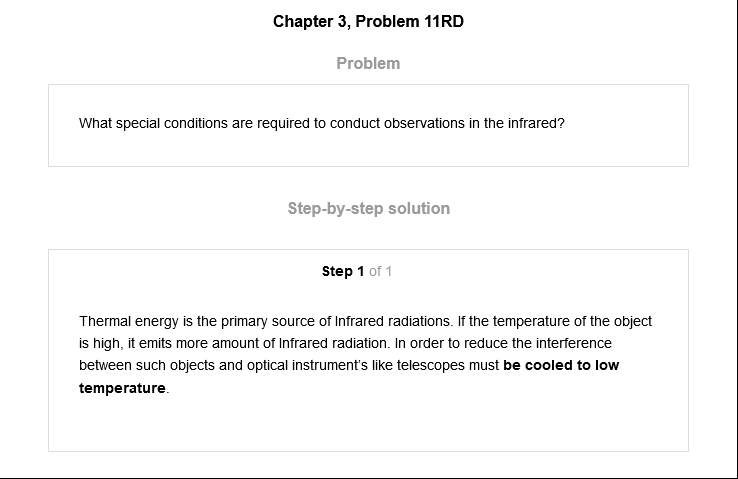 Chapter 3, Problem 11RD
Problem
What special conditions are required to conduct observations in the infrared?
Step-by-step solution
Step 1 of 1
Thermal energy is the primary source of Infrared radiations. If the temperature of the object
is high, it emits more amount of Infrared radiation. In order to reduce the interference
between such objects and optical instrument's like telescopes must be cooled to low
temperature.